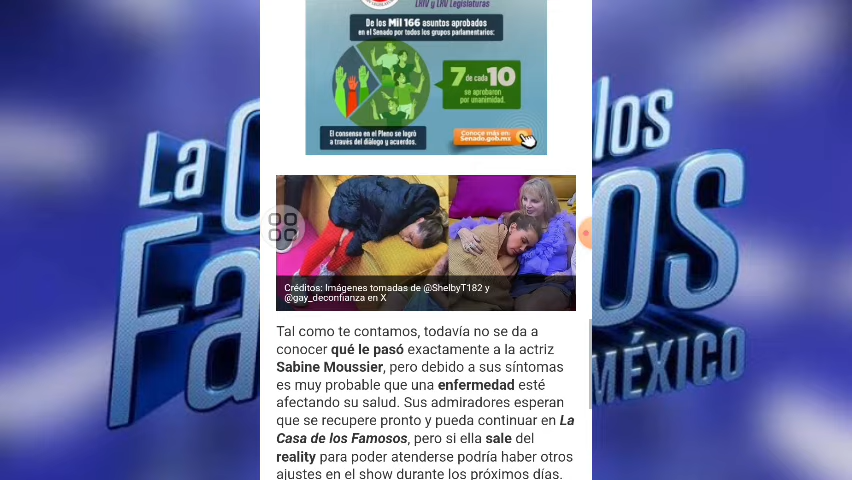 LXIV y LXV Legislaturas
De los Mil 166 asuntos aprobados
en el Senado por todos los grupos parlamentarios:
7 de cada 10
se aprobaron
por unanimidad.
El consenso en el Pleno se logró
a través del diálogo y acuerdos.
Conoce más en:
Senado.gob.mx
La C
Fa
los
os
MÉXICO
Créditos: Imágenes tomadas de @ShelbyT182 y
@gay_deconfianza en X
Tal como te contamos, todavía no se da a
conocer qué le pasó exactamente a la actriz
Sabine Moussier, pero debido a sus síntomas
es muy probable que una enfermedad esté
afectando su salud. Sus admiradores esperan
que se recupere pronto y pueda continuar en La
Casa de los Famosos, pero si ella sale del
reality para poder atenderse podría haber otros
ajustes en el show durante los próximos días.